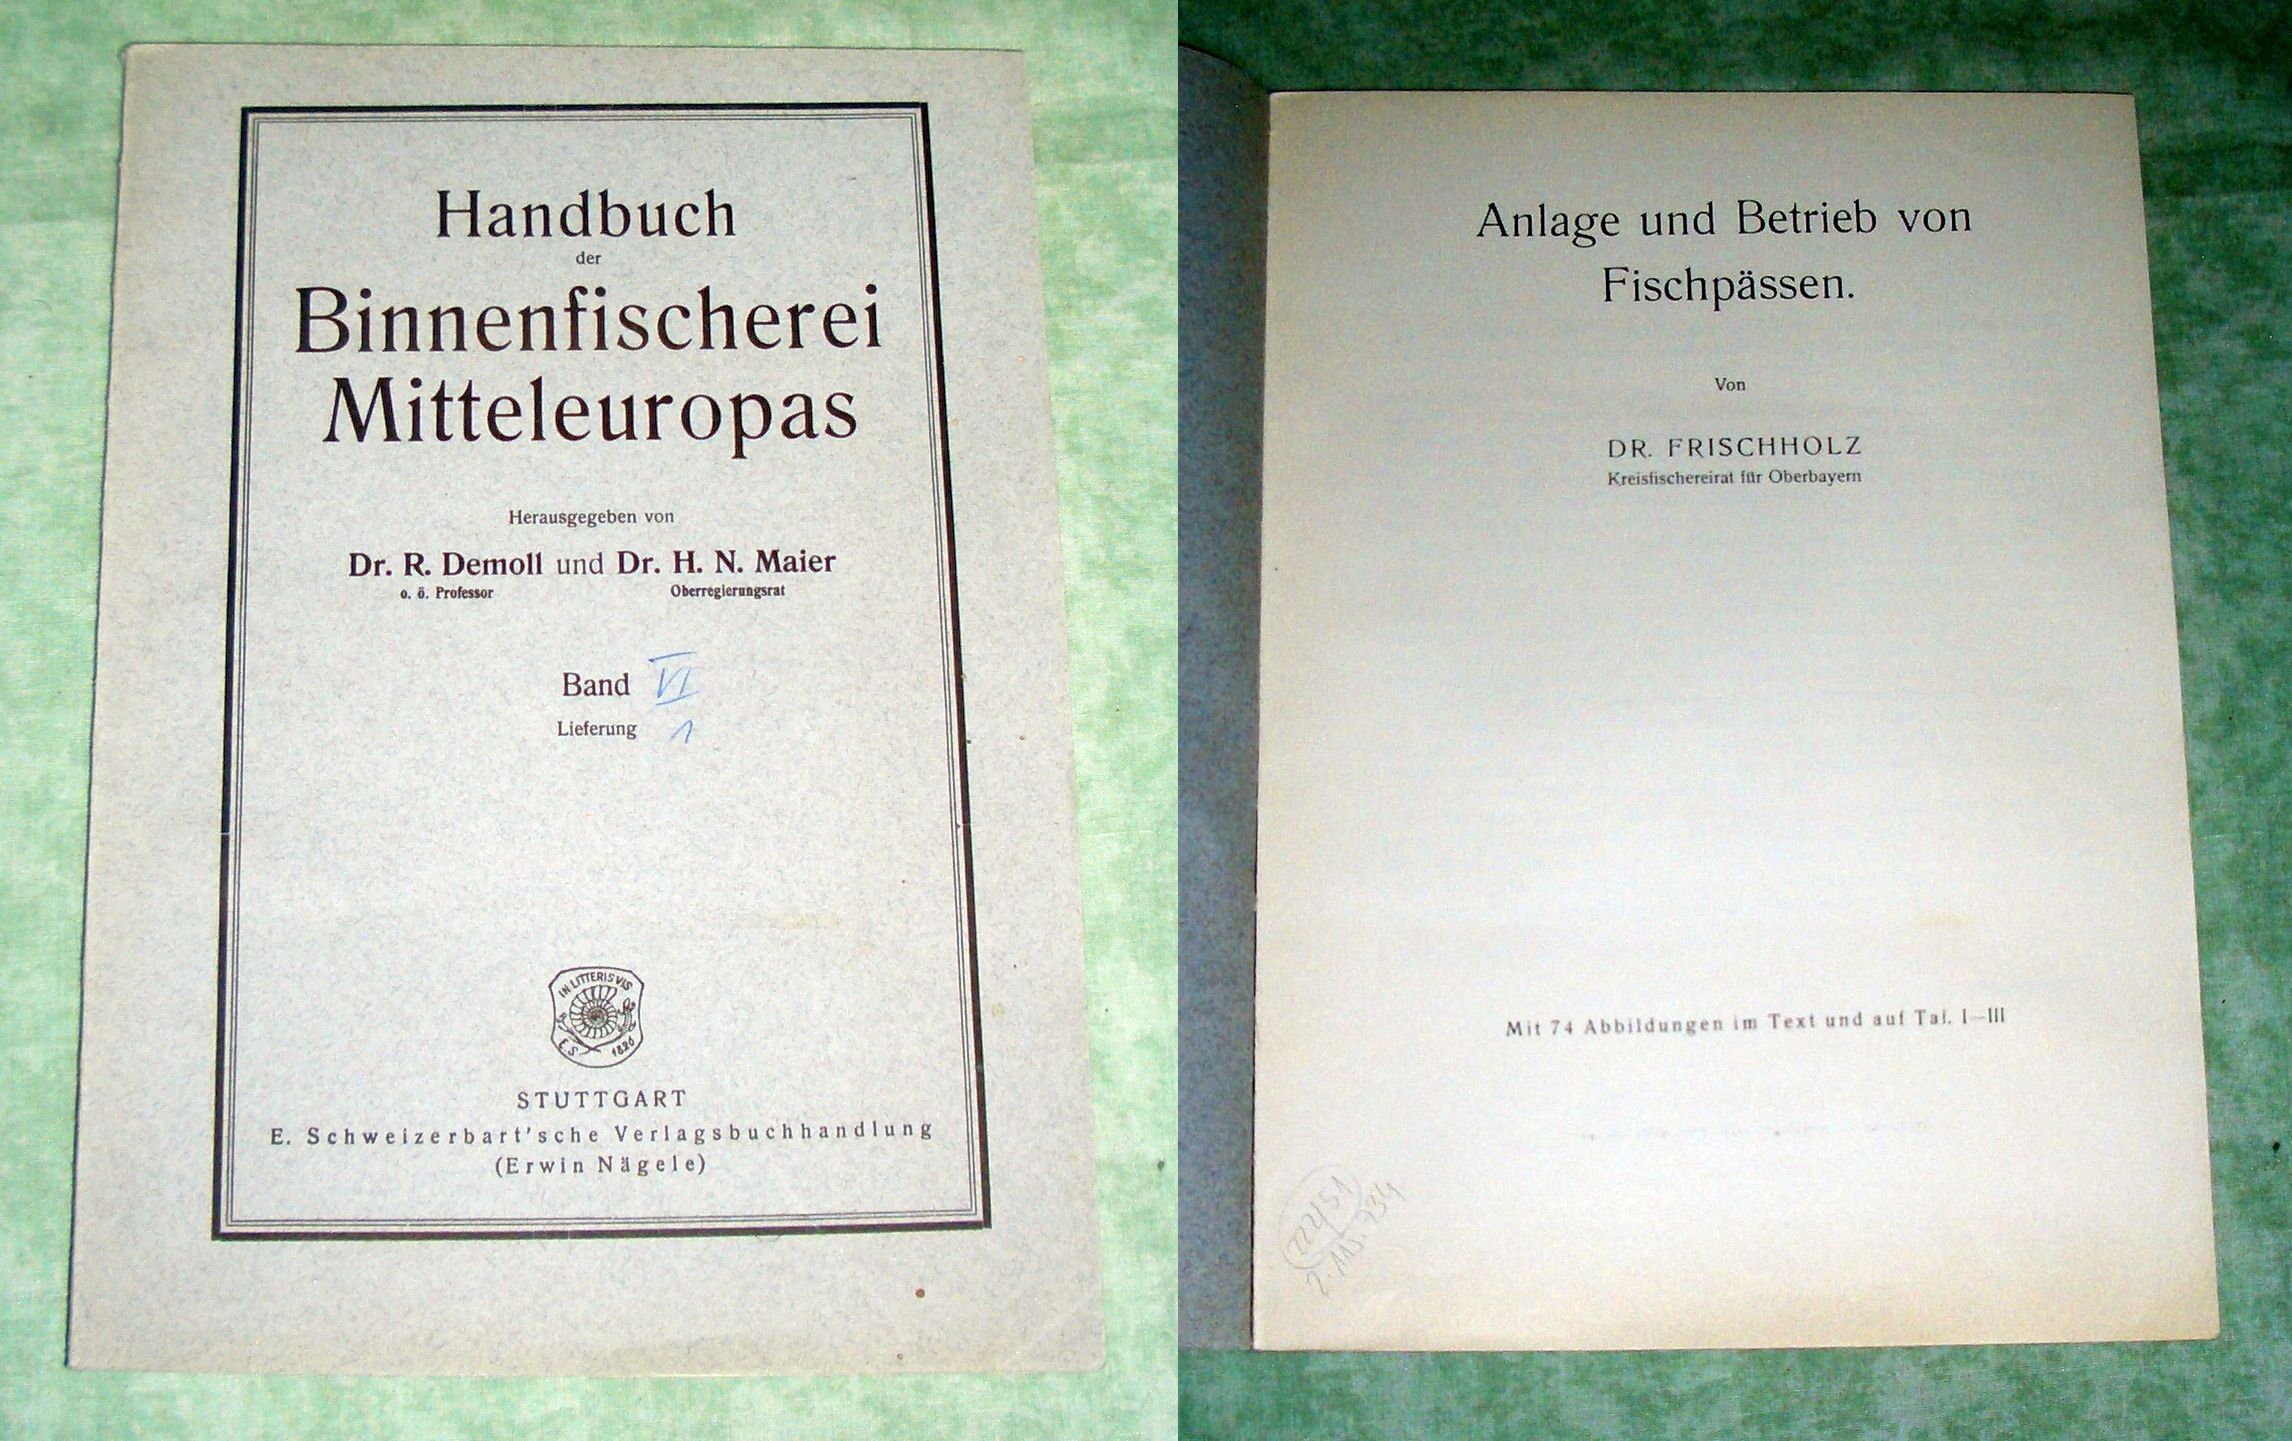 Handbuch
der
Binnenfischerei
Mitteleuropas
Herausgegeben von
Dr. R. Demoll und Dr. H. N. Maier
o. ö. Professor Oberregierungsrat
Band VI
Lieferung 1
IN LITTERIS VIS
E.S 1826
STUTTGART
E. Schweizerbart'sche Verlagsbuchhandlung
(Erwin Nägele)
Anlage und Betrieb von
Fischpässen.
Von
DR. FRISCHHOLZ
Kreisfischereirat für Oberbayern
Mit 74 Abbildungen im Text und auf Taf. I—III
222/51